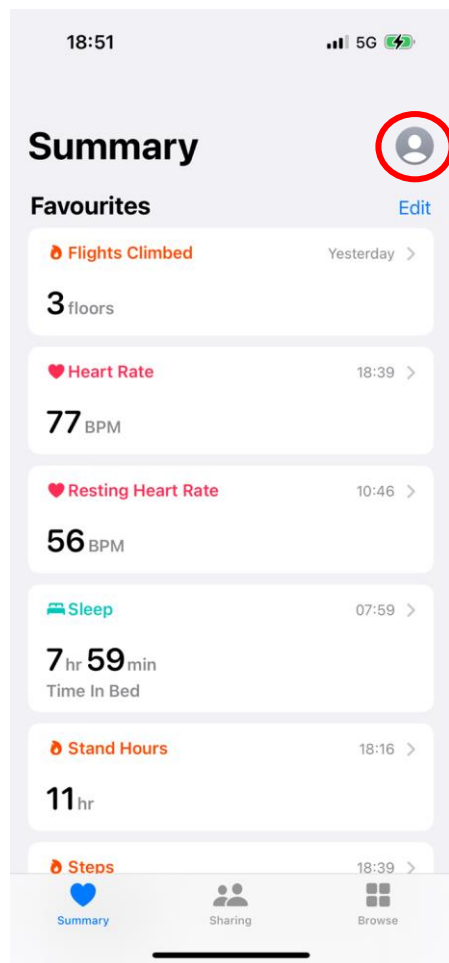 18:51 5G
Summary
Favourites Edit
Flights Climbed Yesterday
3 floors
Heart Rate 18:39
77 BPM
Resting Heart Rate 10:46
56 BPM
Sleep 07:59
7 hr 59 min
Time In Bed
Stand Hours 18:16
11 hr
Steps 18:39
Summary Sharing Browse